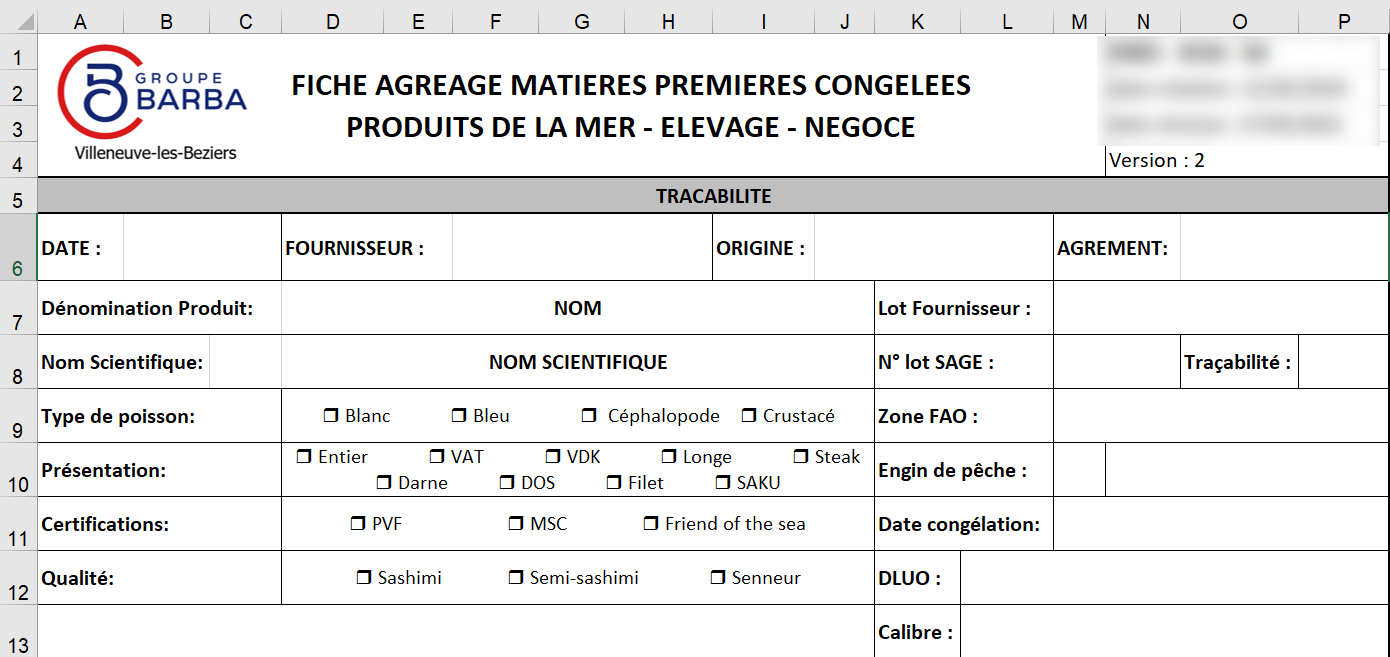 A B C D E F G H I J K L M N O P
1
2
3
4
5
6
7
8
9
10
11
12
13
GROUPE
BARBA
Villeneuve-les-Beziers
FICHE AGREAGE MATIERES PREMIERES CONGELEES
PRODUITS DE LA MER - ELEVAGE - NEGOCE
Version : 2
TRACABILITE
DATE : FOURNISSEUR : ORIGINE : AGREMENT:
Dénomination Produit: NOM Lot Fournisseur :
Nom Scientifique: NOM SCIENTIFIQUE N° lot SAGE : Traçabilité :
Type de poisson: ❒ Blanc ❒ Bleu ❒ Céphalopode ❒ Crustacé Zone FAO :
Présentation: ❒ Entier ❒ VAT ❒ VDK ❒ Longe ❒ Steak
❒ Darne ❒ DOS ❒ Filet ❒ SAKU
Engin de pêche :
Certifications: ❒ PVF ❒ MSC ❒ Friend of the sea Date congélation:
Qualité: ❒ Sashimi ❒ Semi-sashimi ❒ Senneur DLUO :
Calibre :